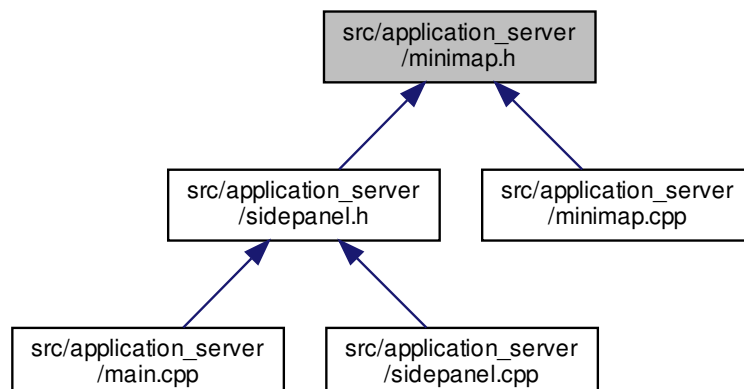 src/application_server
/minimap.h
src/application_server
/sidepanel.h
src/application_server
/minimap.cpp
src/application_server
/main.cpp
src/application_server
/sidepanel.cpp